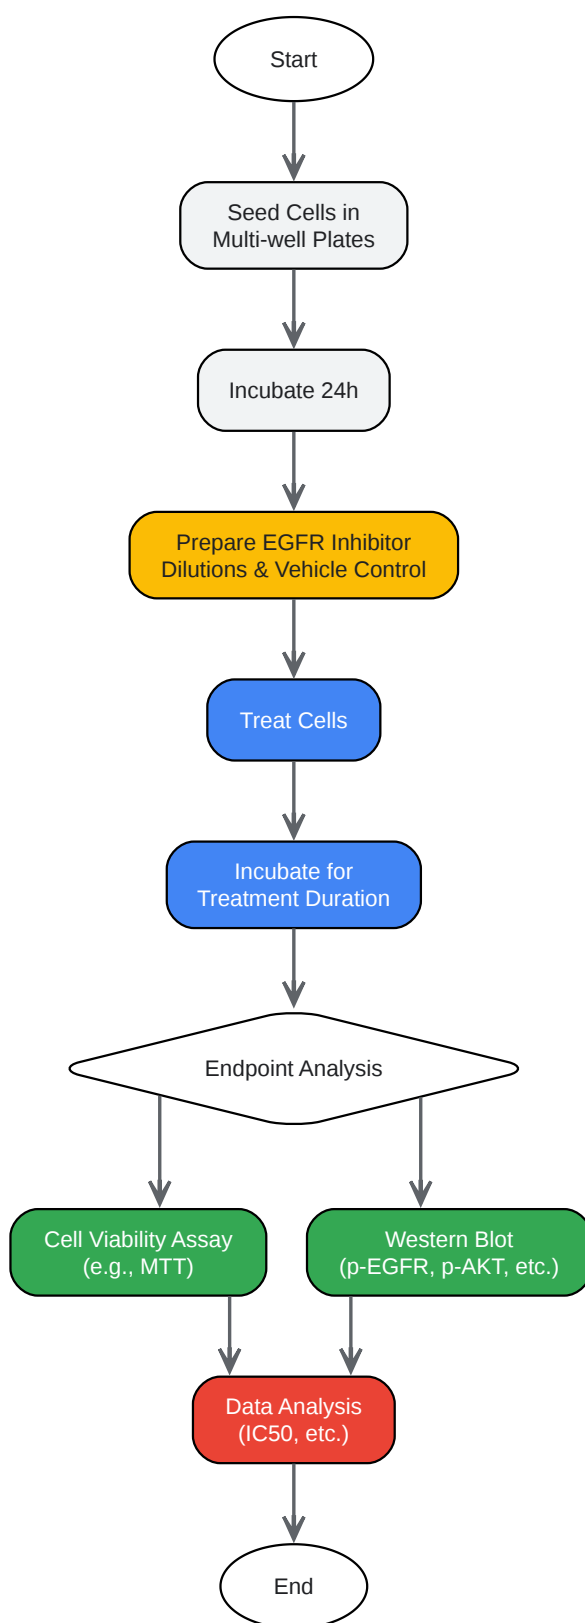 Start
Seed Cells in
Multi-well Plates
Incubate 24h
Prepare EGFR Inhibitor
Dilutions & Vehicle Control
Treat Cells
Incubate for
Treatment Duration
Endpoint Analysis
Cell Viability Assay
(e.g., MTT)
Western Blot
(p-EGFR, p-AKT, etc.)
Data Analysis
(IC50, etc.)
End